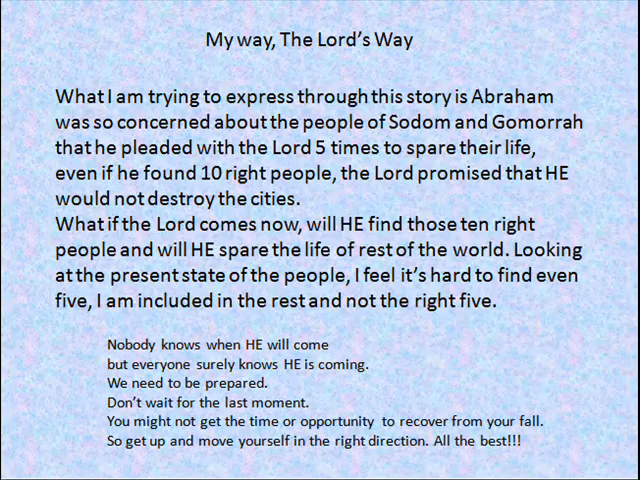 My way, The Lord's Way
What I am trying to express through this story is Abraham
was so concerned about the people of Sodom and Gomorrah
that he pleaded with the Lord 5 times to spare their life,
even if he found 10 right people, the Lord promised that HE
would not destroy the cities.
What if the Lord comes now, will HE find those ten right
people and will HE spare the life of rest of the world. Looking
at the present state of the people, I feel it's hard to find even
five, I am included in the rest and not the right five.
Nobody knows when HE will come
but everyone surely knows HE is coming.
We need to be prepared.
Don't wait for the last moment.
You might not get the time or opportunity to recover from your fall.
So get up and move yourself in the right direction. All the best!!!